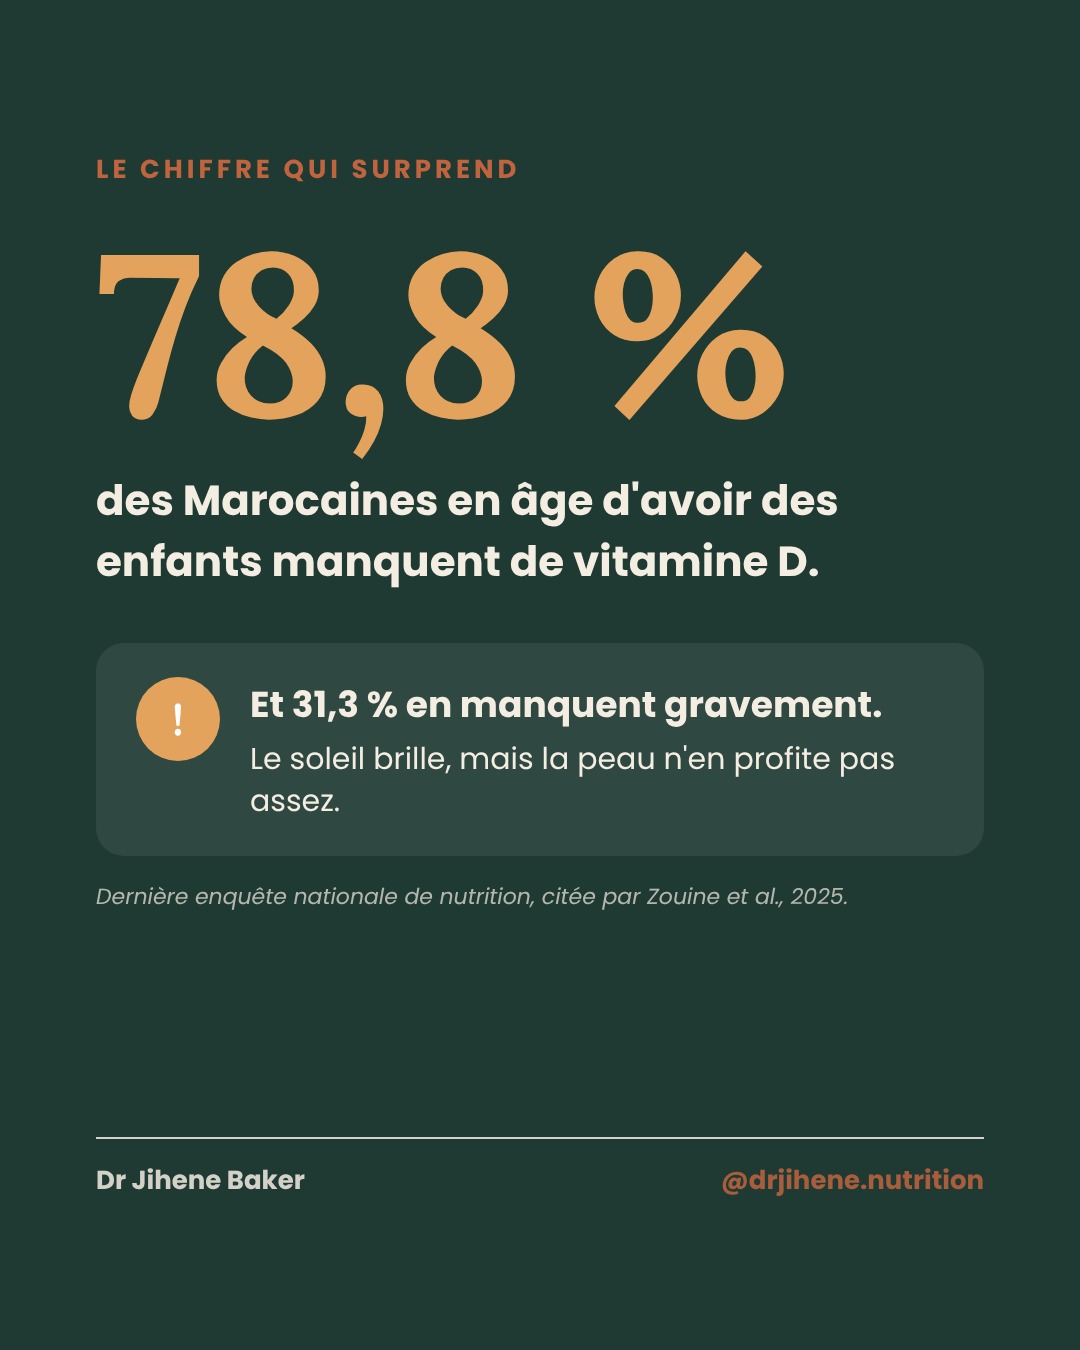 LE CHIFFRE QUI SURPREND
78,8 %
des Marocaines en âge d'avoir des
enfants manquent de vitamine D.
!
Et 31,3 % en manquent gravement.
Le soleil brille, mais la peau n'en profite pas
assez.
Dernière enquête nationale de nutrition, citée par Zouine et al., 2025.
Dr Jihene Baker
@drjihene.nutrition